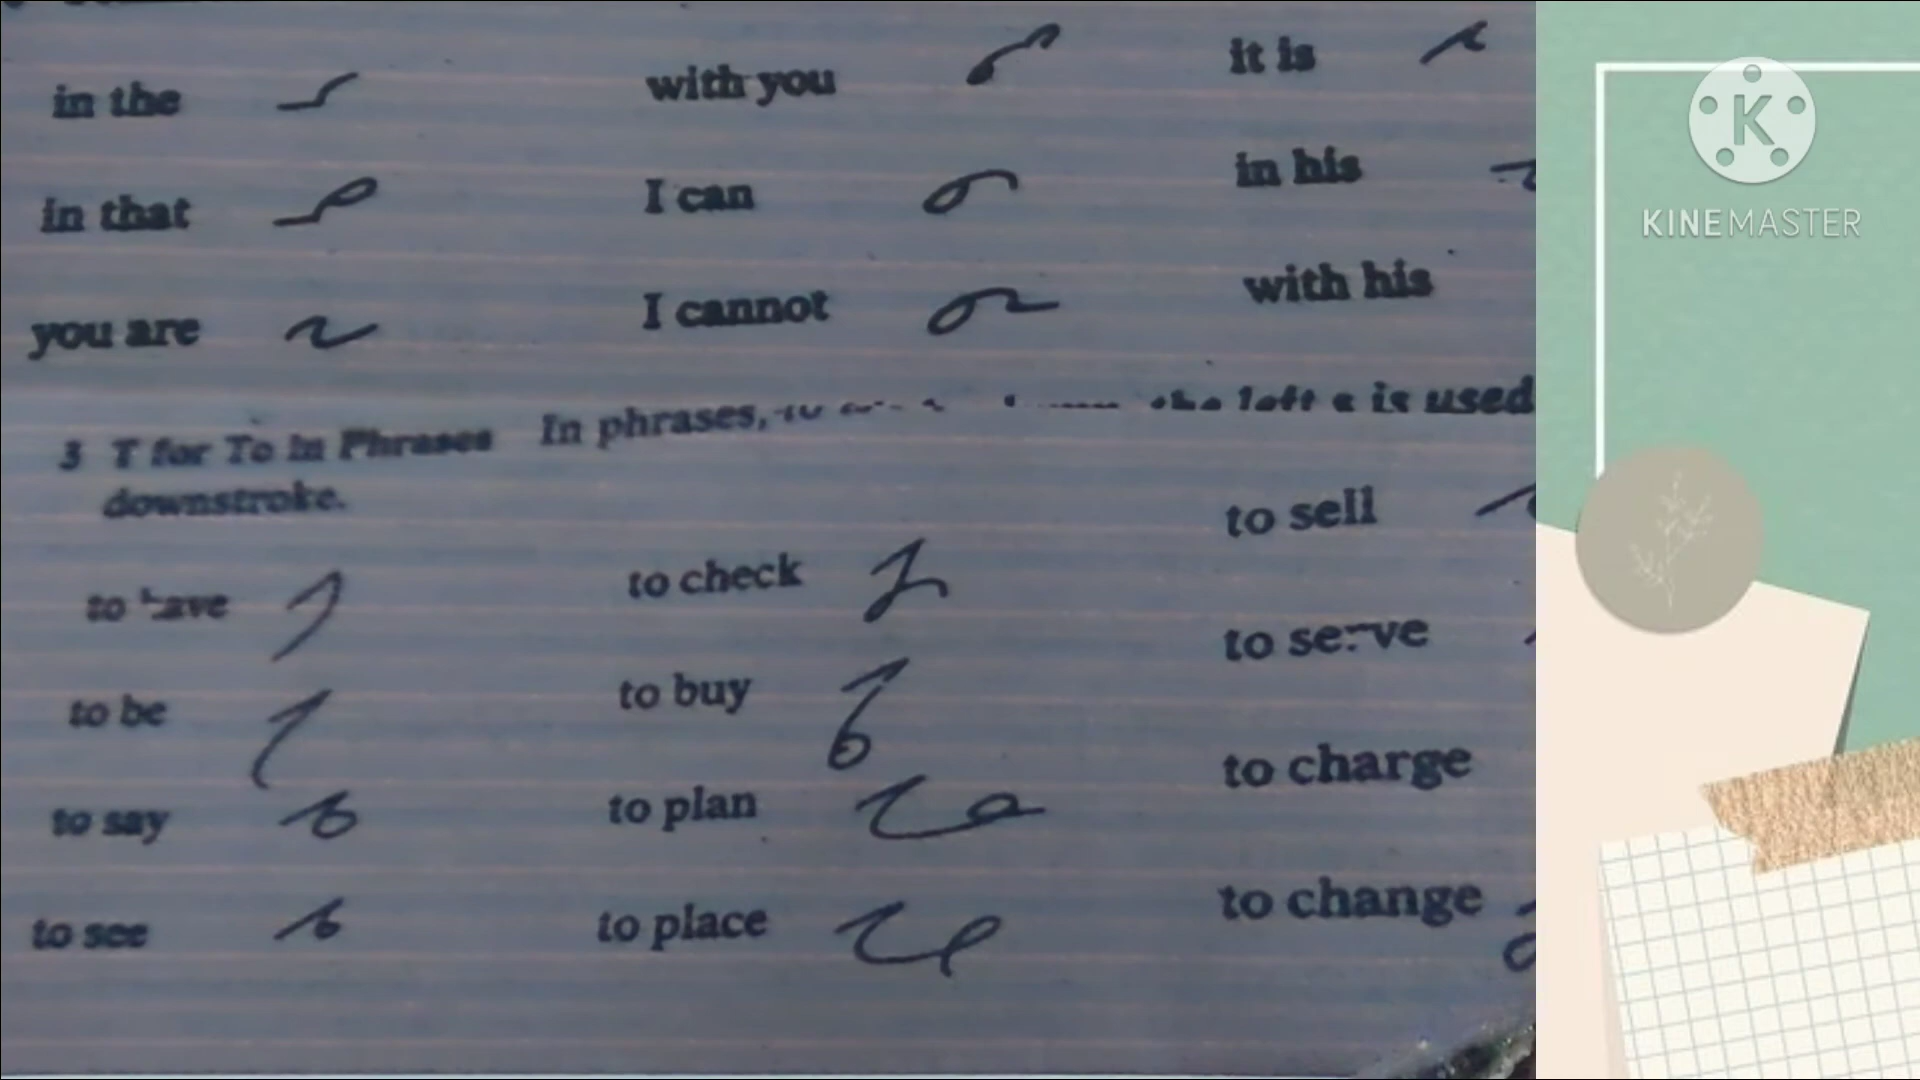 in the
with you
it is
in that
I can
in his
you are
I cannot
with his
3 T for To in Phrases In phrases, is used
downstroke.
to have
to check
to sell
to be
to buy
to serve
to say
to plan
to charge
to see
to place
to change
K
KINEMASTER